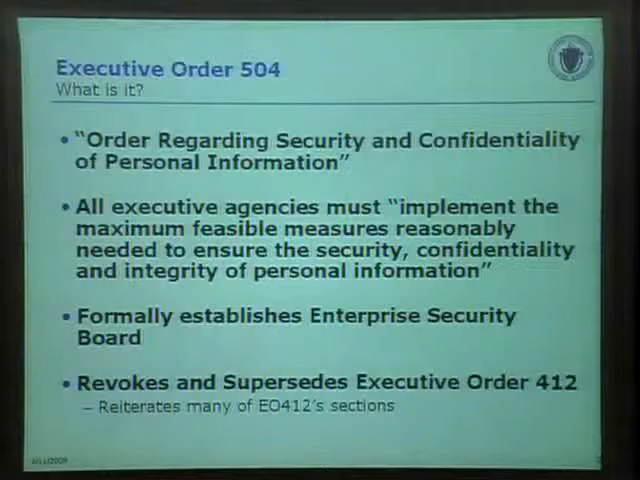 Executive Order 504
What is it?
• “Order Regarding Security and Confidentiality
of Personal Information”
• All executive agencies must “implement the
maximum feasible measures reasonably
needed to ensure the security, confidentiality
and integrity of personal information”
• Formally establishes Enterprise Security
Board
• Revokes and Supersedes Executive Order 412
– Reiterates many of EO412’s sections